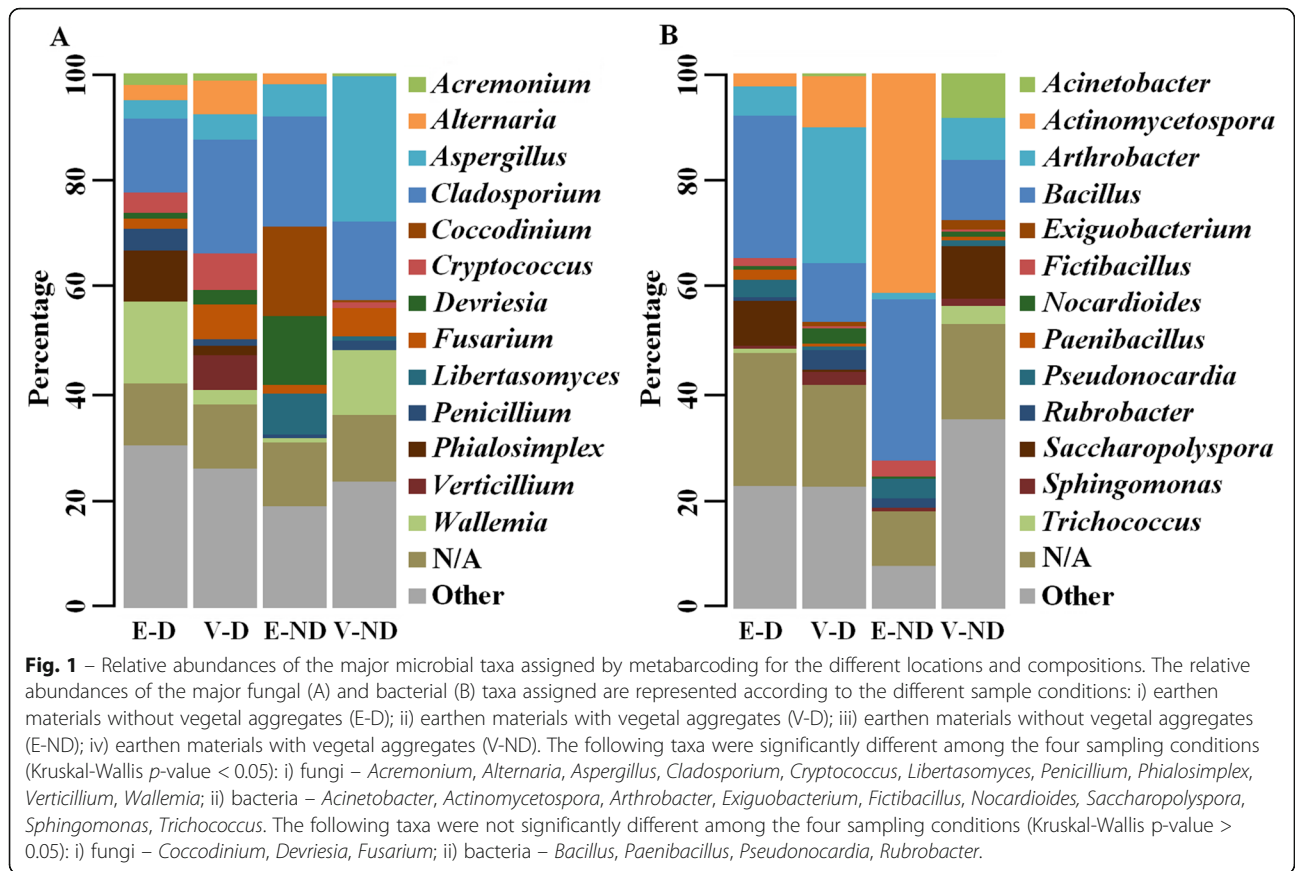 A
100
80
60
40
20
0
Percentage
Acremonium
Alternaria
Aspergillus
Cladosporium
Coccodinium
Cryptococcus
Devriesia
Fusarium
Libertasomyces
Penicillium
Phialosimplex
Verticillium
Wallemia
N/A
Other
E-D V-D E-ND V-ND
B
100
80
60
40
20
0
Percentage
Acinetobacter
Actinomycetospora
Arthrobacter
Bacillus
Exiguobacterium
Fictibacillus
Nocardioides
Paenibacillus
Pseudonocardia
Rubrobacter
Saccharopolyspora
Sphingomonas
Trichococcus
N/A
Other
E-D V-D E-ND V-ND
Fig. 1 – Relative abundances of the major microbial taxa assigned by metabarcoding for the different locations and compositions. The relative
abundances of the major fungal (A) and bacterial (B) taxa assigned are represented according to the different sample conditions: i) earthen
materials without vegetal aggregates (E-D); ii) earthen materials with vegetal aggregates (V-D); iii) earthen materials without vegetal aggregates
(E-ND); iv) earthen materials with vegetal aggregates (V-ND). The following taxa were significantly different among the four sampling conditions
(Kruskal-Wallis p-value < 0.05): i) fungi – Acremonium, Alternaria, Aspergillus, Cladosporium, Cryptococcus, Libertasomyces, Penicillium, Phialosimplex,
Verticillium, Wallemia; ii) bacteria – Acinetobacter, Actinomycetospora, Arthrobacter, Exiguobacterium, Fictibacillus, Nocardioides, Saccharopolyspora,
Sphingomonas, Trichococcus. The following taxa were not significantly different among the four sampling conditions (Kruskal-Wallis p-value >
0.05): i) fungi – Coccodinium, Devriesia, Fusarium; ii) bacteria – Bacillus, Paenibacillus, Pseudonocardia, Rubrobacter.